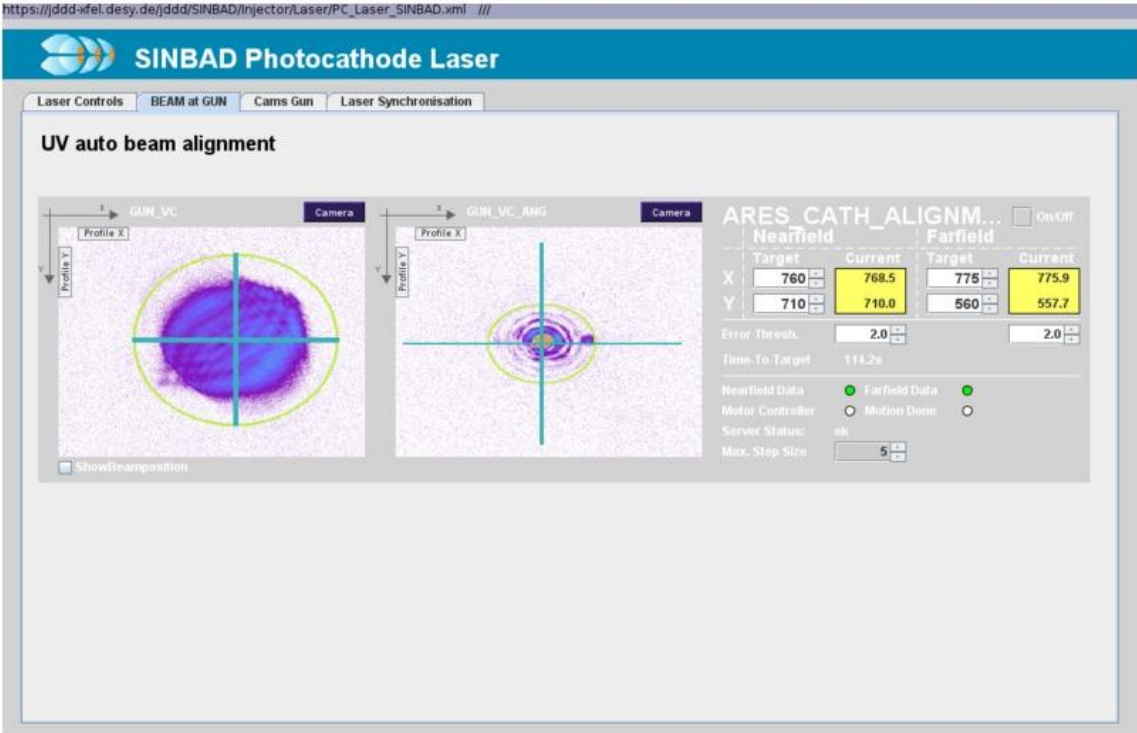 https://jddd-xfel.desy.de/jddd/SINBAD/Injector/Laser/PC_Laser_SINBAD.xml ///
SINBAD Photocathode Laser
Laser Controls BEAM at GUN Cams Gun Laser Synchronisation
UV auto beam alignment
X GUN_VC Camera
Profile X
Y Profile Y
ShowBeamposition
X GUN_VC_ANG Camera
Profile X
Y Profile Y
ARES_CATH_ALIGNM... On/Off
Nearfield Farfield
Target Current Target Current
X 760 768.5 775 775.9
Y 710 710.0 560 557.7
Error Thresh. 2.0 2.0
Time-To-Target 114.2s
Nearfield Data Farfield Data
Motor Controller Motion Done
Server Status: ok
Max. Step Size 5